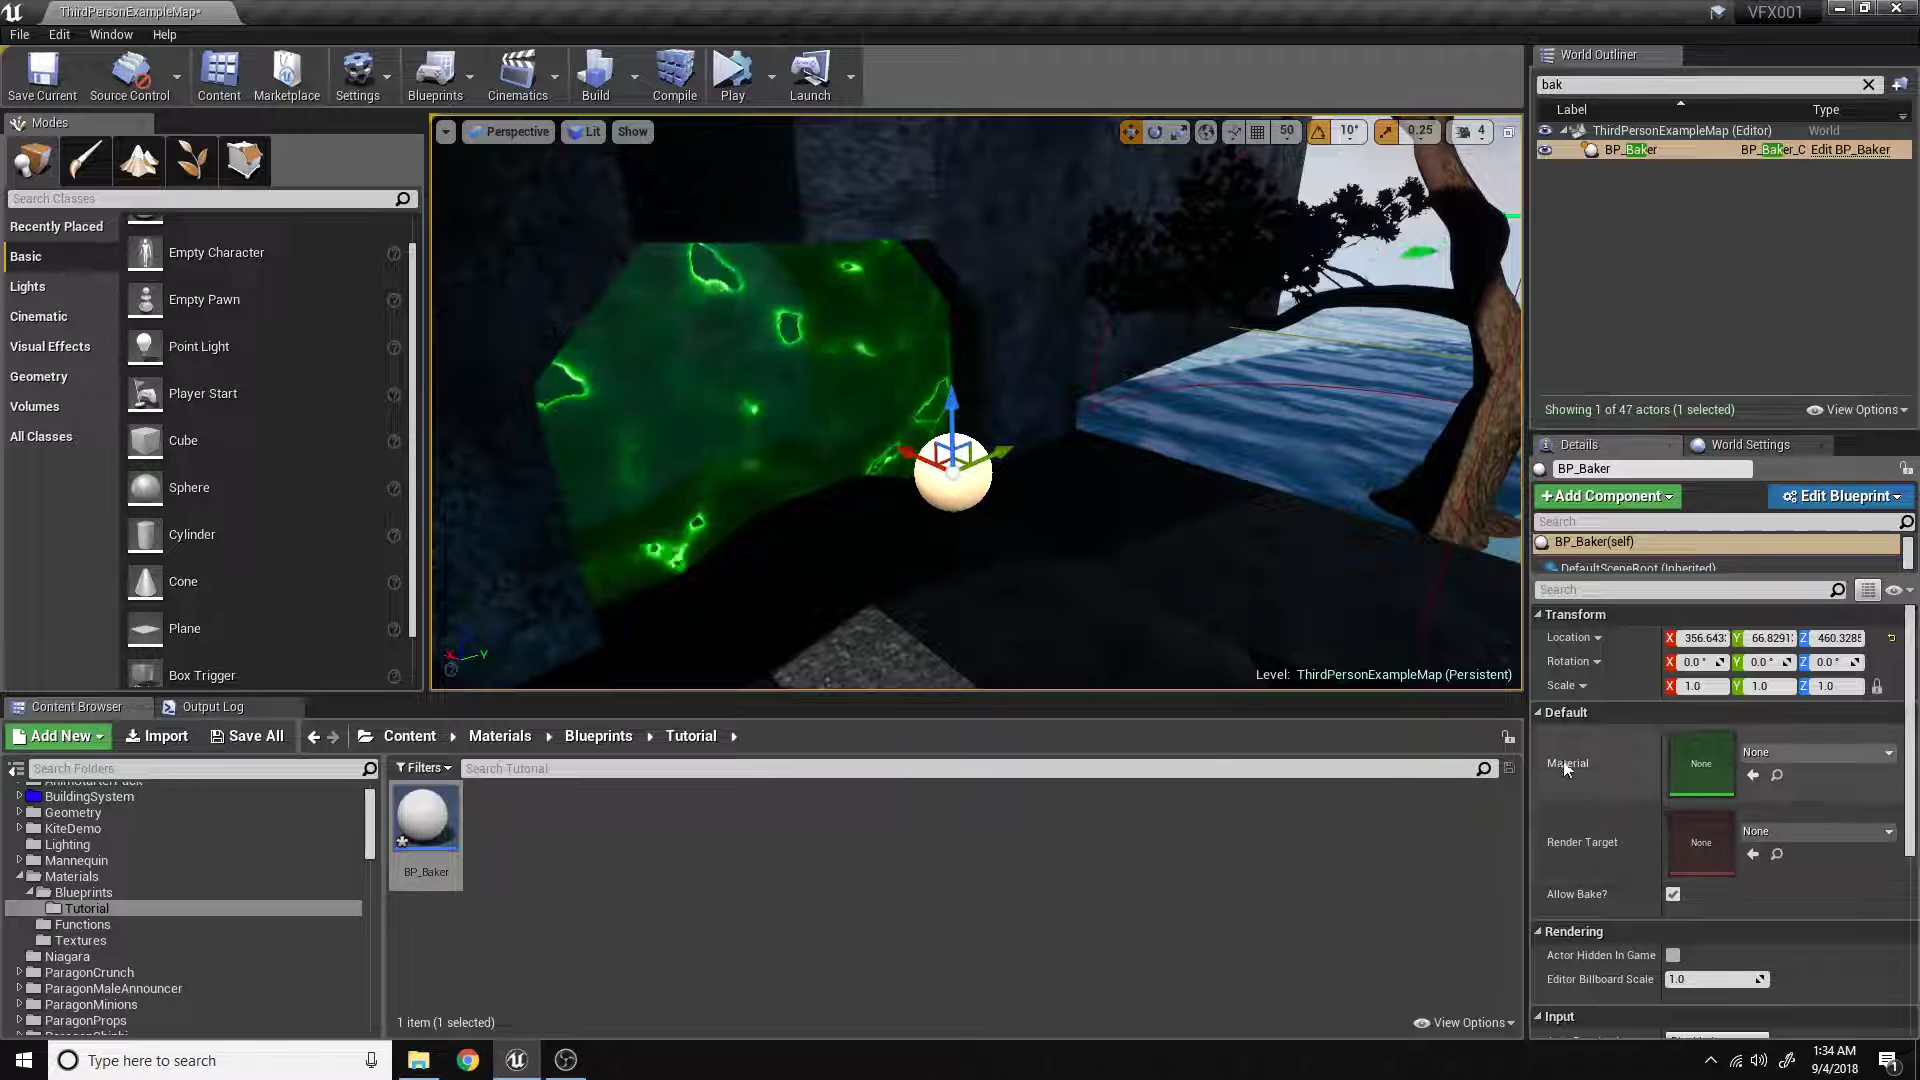 ThirdPersonExampleMap*
VFX001
File Edit Window Help
Save Current Source Control Content Marketplace Settings Blueprints Cinematics Build Compile Play Launch
Modes
Search Classes
Recently Placed
Basic
Lights
Cinematic
Visual Effects
Geometry
Volumes
All Classes
Empty Character
Empty Pawn
Point Light
Player Start
Cube
Sphere
Cylinder
Cone
Plane
Box Trigger
Perspective Lit Show
50 10° 0.25 4
X Y
Level: ThirdPersonExampleMap (Persistent)
World Outliner
bak
Label Type
ThirdPersonExampleMap (Editor) World
BP_Baker BP_Baker_C Edit BP_Baker
Showing 1 of 47 actors (1 selected) View Options
Details World Settings
BP_Baker
+Add Component Edit Blueprint
Search
BP_Baker(self)
DefaultSceneRoot (Inherited)
Search
Transform
Location X 356.643 Y 66.8291 Z 460.328
Rotation X 0.0° Y 0.0° Z 0.0°
Scale X 1.0 Y 1.0 Z 1.0
Default
Material None None
Render Target None None
Allow Bake?
Rendering
Actor Hidden In Game
Editor Billboard Scale 1.0
Input
Content Browser Output Log
Add New Import Save All Content Materials Blueprints Tutorial
Search Folders
Filters Search Tutorial
BuildingSystem
Geometry
KiteDemo
Lighting
Mannequin
Materials
Blueprints
Tutorial
Functions
Textures
Niagara
ParagonCrunch
ParagonMaleAnnouncer
ParagonMinions
ParagonProps
BP_Baker
1 item (1 selected) View Options
Type here to search
1:34 AM
9/4/2018
1